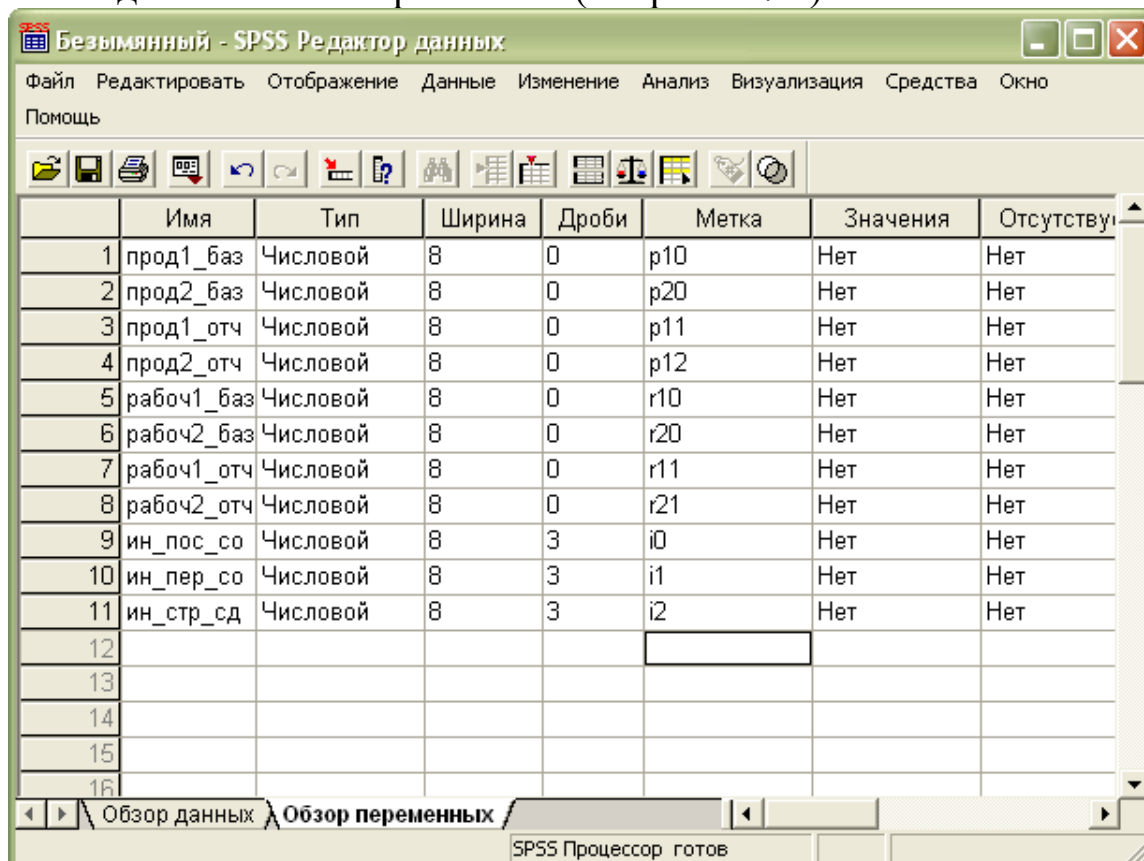 Безымянный - SPSS Редактор данных
Файл Редактировать Отображение Данные Изменение Анализ Визуализация Средства Окно
Помощь
Имя Тип Ширина Дроби Метка Значения Отсутству
1 прод1_баз Числовой 8 0 p10 Нет Нет
2 прод2_баз Числовой 8 0 p20 Нет Нет
3 прод1_отч Числовой 8 0 p11 Нет Нет
4 прод2_отч Числовой 8 0 p12 Нет Нет
5 рабоч1_баз Числовой 8 0 r10 Нет Нет
6 рабоч2_баз Числовой 8 0 r20 Нет Нет
7 рабоч1_отч Числовой 8 0 r11 Нет Нет
8 рабоч2_отч Числовой 8 0 r21 Нет Нет
9 ин_пос_со Числовой 8 3 i0 Нет Нет
10 ин_пер_со Числовой 8 3 i1 Нет Нет
11 ин_стр_сд Числовой 8 3 i2 Нет Нет
12
13
14
15
16
Обзор данных Обзор переменных
SPSS Процессор готов